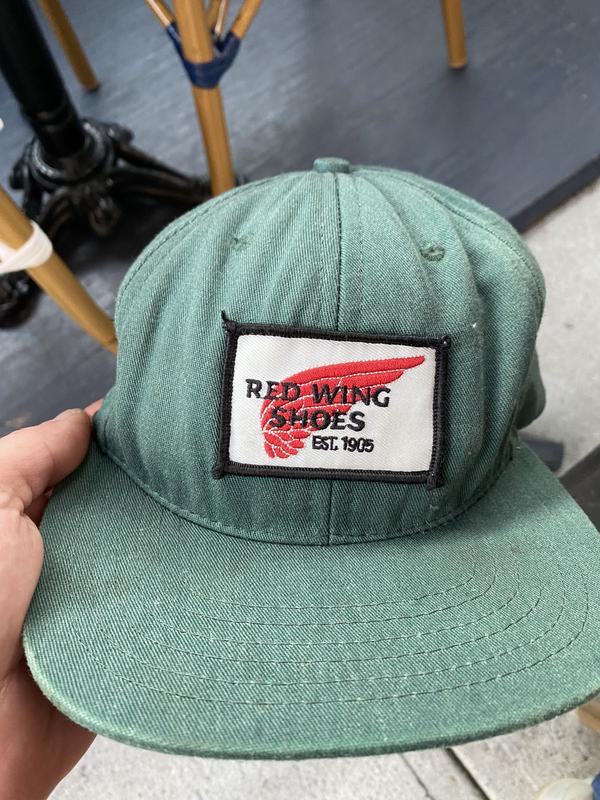 RED WING
SHOES
EST. 1905